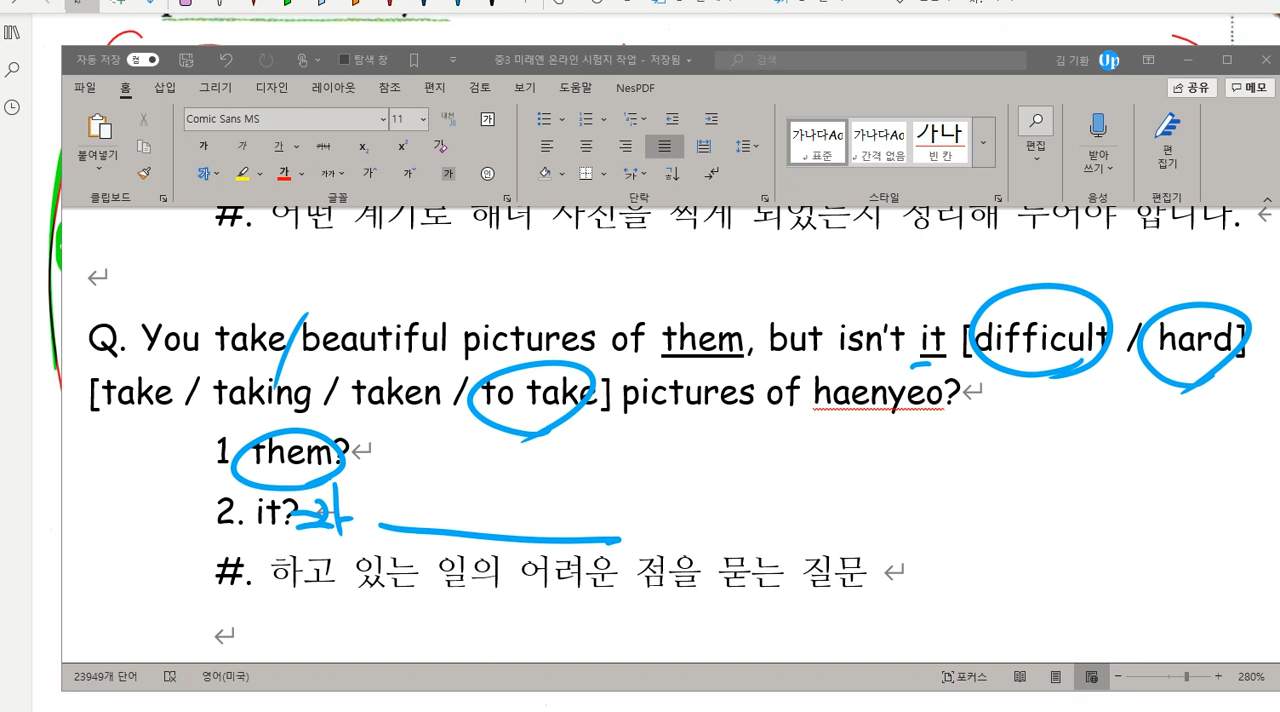 자동 저장 컴 탐색 창 중3 미래엔 온라인 시험지 작업 - 저장됨 검색 김 기환 Up
파일 홈 삽입 그리기 디자인 레이아웃 참조 편지 검토 보기 도움말 NesPDF 공유 메모
Comic Sans MS 11
붙여넣기 가나다Ac 가나다Ac 가나 편집 받아쓰기 편집기
↲ 표준 ↲ 간격 없음 빈 칸
클립보드 글꼴 단락 스타일 음성 편집기
#. 어떤 계기로 해녀 사진을 찍게 되었는지 정리해 두어야 합니다.
Q. You take beautiful pictures of them, but isn't it [difficult / hard]
[take / taking / taken / to take] pictures of haenyeo?
1. them?
2. it?
#. 하고 있는 일의 어려운 점을 묻는 질문
23949개 단어 영어(미국) 포커스 280%